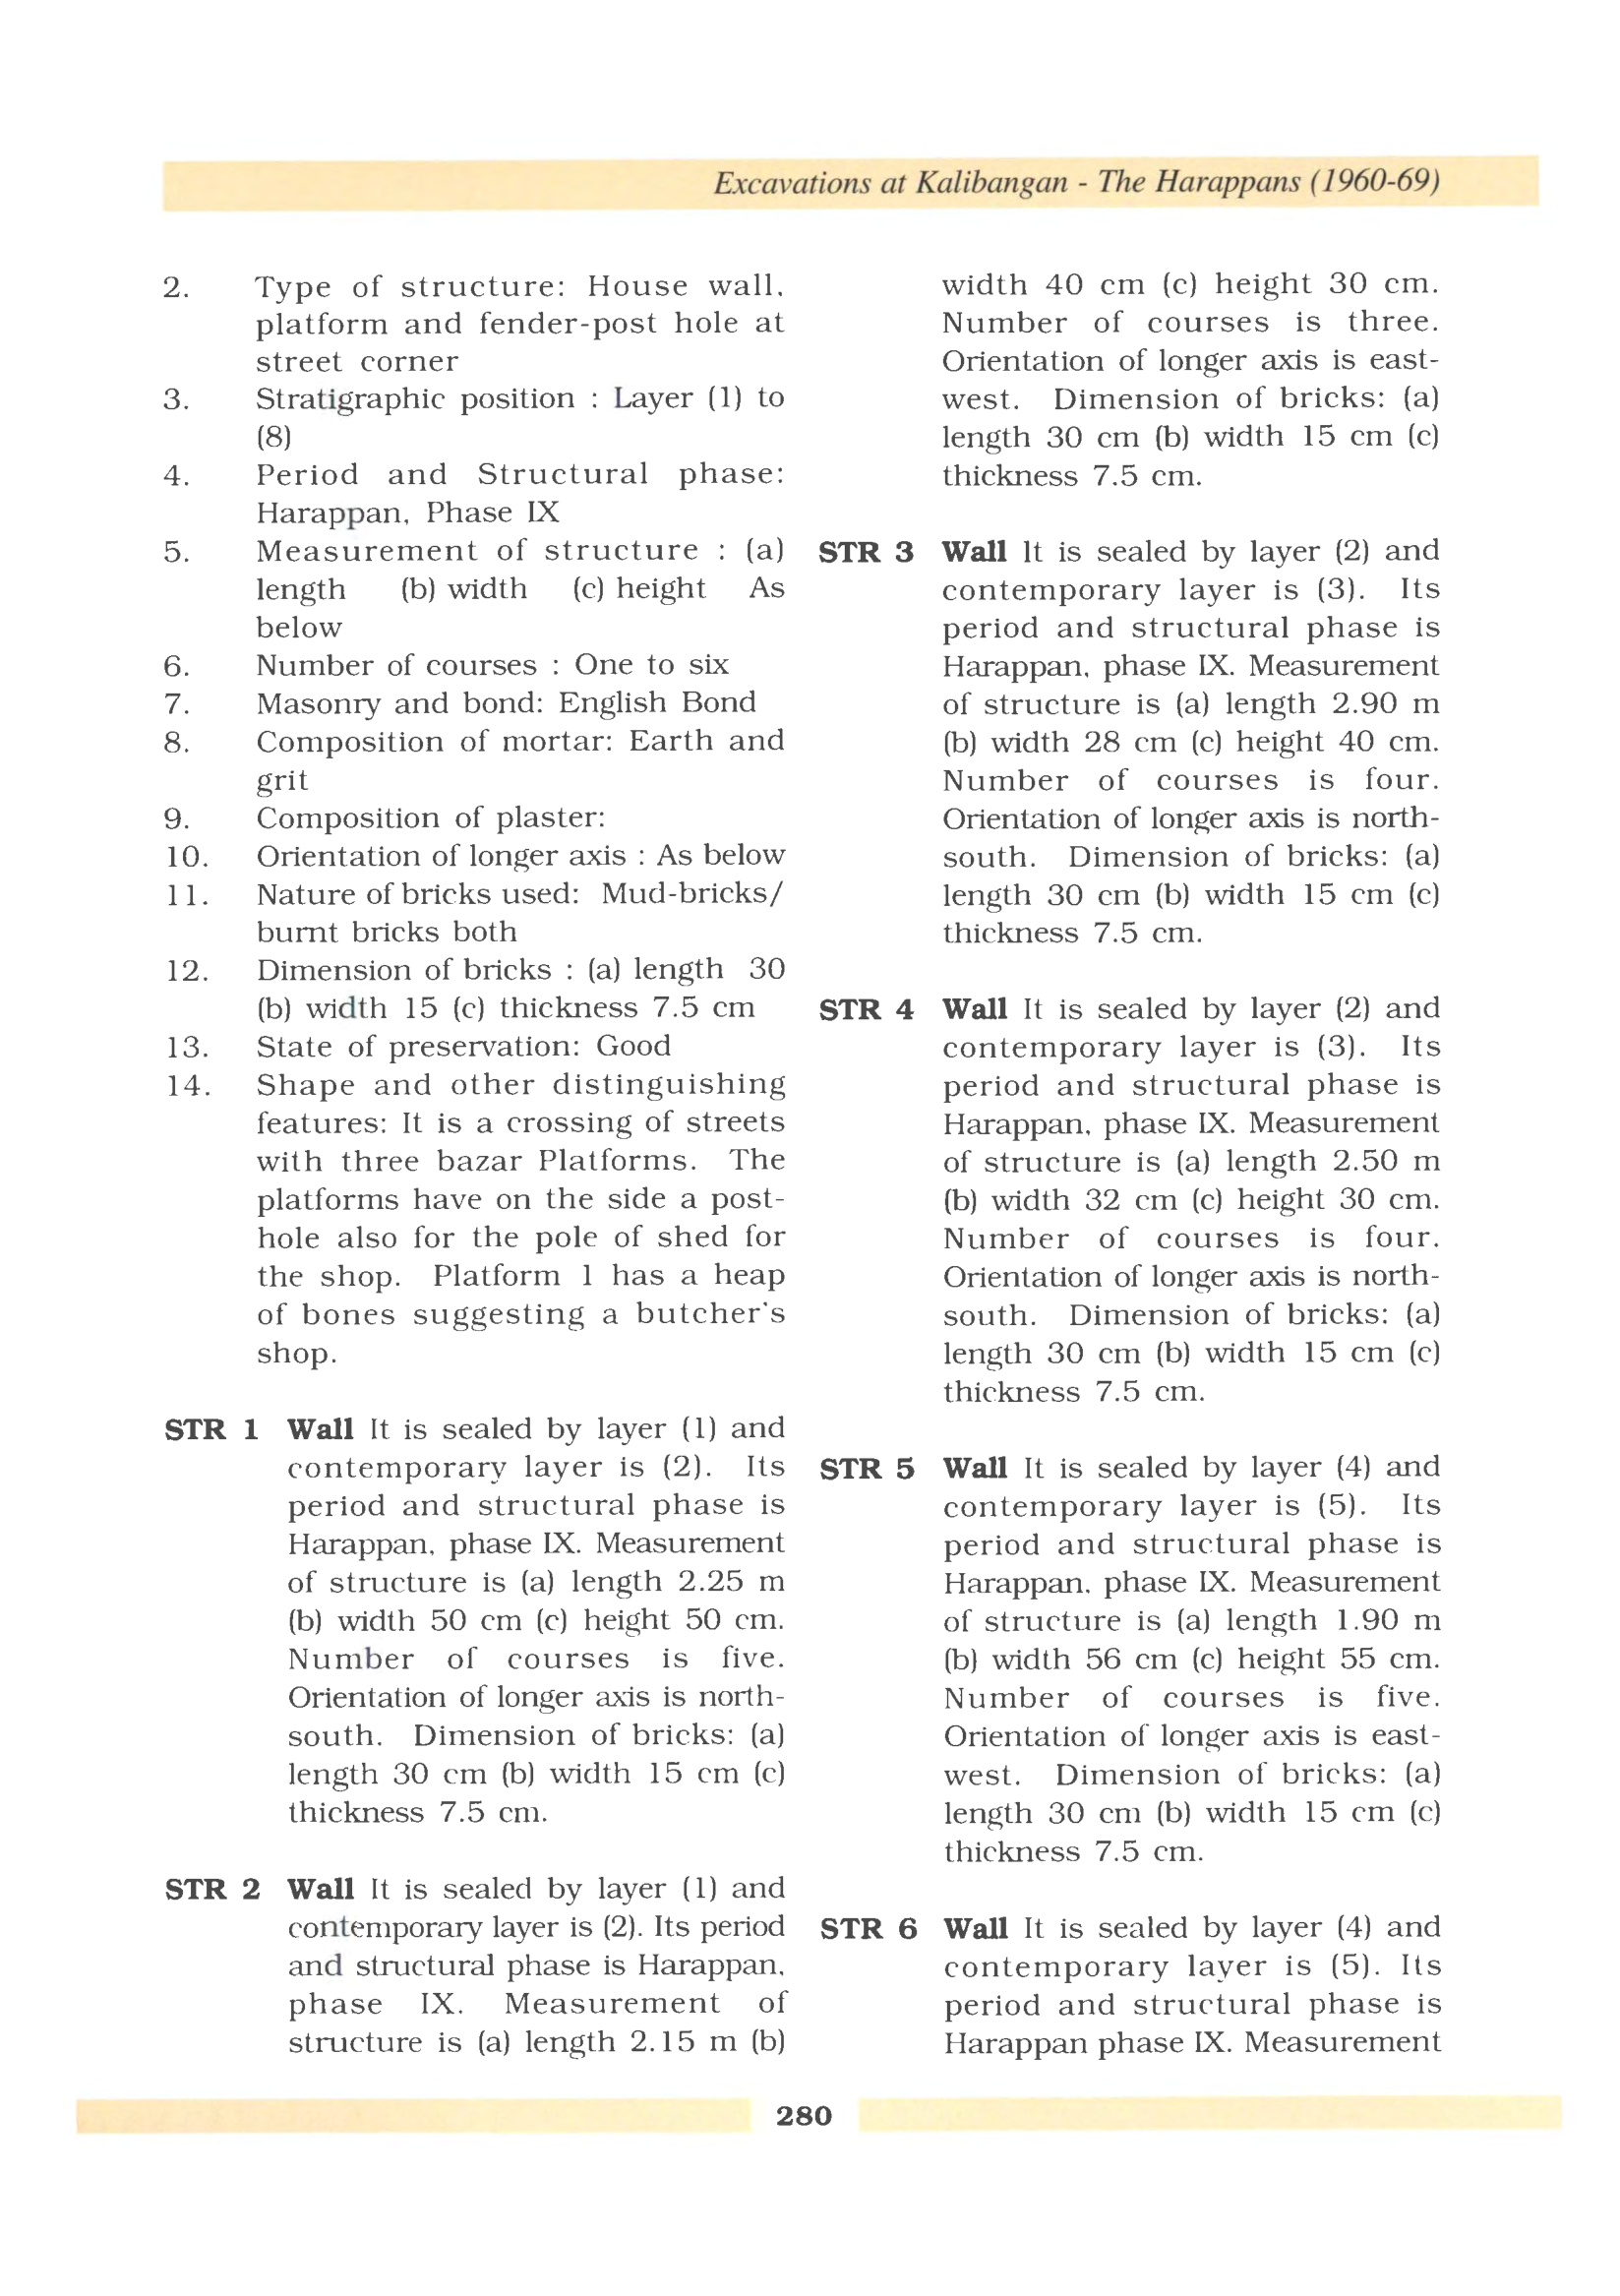 Excavations at Kalibangan - The Harappans (1960-69)
2. Type of structure: House wall,
platform and fender-post hole at
street corner
3. Stratigraphic position : Layer (1) to
(8)
4. Period and Structural phase:
Harappan, Phase IX
5. Measurement of structure : (a)
length (b) width (c) height As
below
6. Number of courses : One to six
7. Masonry and bond: English Bond
8. Composition of mortar: Earth and
grit
9. Composition of plaster:
10. Orientation of longer axis : As below
11. Nature of bricks used: Mud-bricks/
burnt bricks both
12. Dimension of bricks : (a) length 30
(b) width 15 (c) thickness 7.5 cm
13. State of preservation: Good
14. Shape and other distinguishing
features: It is a crossing of streets
with three bazar Platforms. The
platforms have on the side a post-
hole also for the pole of shed for
the shop. Platform 1 has a heap
of bones suggesting a butcher's
shop.
STR 1 Wall It is sealed by layer (1) and
contemporary layer is (2). Its
period and structural phase is
Harappan, phase IX. Measurement
of structure is (a) length 2.25 m
(b) width 50 cm (c) height 50 cm.
Number of courses is five.
Orientation of longer axis is north-
south. Dimension of bricks: (a)
length 30 cm (b) width 15 cm (c)
thickness 7.5 cm.
STR 2 Wall It is sealed by layer (1) and
contemporary layer is (2). Its period
and structural phase is Harappan,
phase IX. Measurement of
structure is (a) length 2.15 m (b)
width 40 cm (c) height 30 cm.
Number of courses is three.
Orientation of longer axis is east-
west. Dimension of bricks: (a)
length 30 cm (b) width 15 cm (c)
thickness 7.5 cm.
STR 3 Wall It is sealed by layer (2) and
contemporary layer is (3). Its
period and structural phase is
Harappan, phase IX. Measurement
of structure is (a) length 2.90 m
(b) width 28 cm (c) height 40 cm.
Number of courses is four.
Orientation of longer axis is north-
south. Dimension of bricks: (a)
length 30 cm (b) width 15 cm (c)
thickness 7.5 cm.
STR 4 Wall It is sealed by layer (2) and
contemporary layer is (3). Its
period and structural phase is
Harappan, phase IX. Measurement
of structure is (a) length 2.50 m
(b) width 32 cm (c) height 30 cm.
Number of courses is four.
Orientation of longer axis is north-
south. Dimension of bricks: (a)
length 30 cm (b) width 15 cm (c)
thickness 7.5 cm.
STR 5 Wall It is sealed by layer (4) and
contemporary layer is (5). Its
period and structural phase is
Harappan, phase IX. Measurement
of structure is (a) length 1.90 m
(b) width 56 cm (c) height 55 cm.
Number of courses is five.
Orientation of longer axis is east-
west. Dimension of bricks: (a)
length 30 cm (b) width 15 cm (c)
thickness 7.5 cm.
STR 6 Wall It is sealed by layer (4) and
contemporary layer is (5). Its
period and structural phase is
Harappan phase IX. Measurement
280